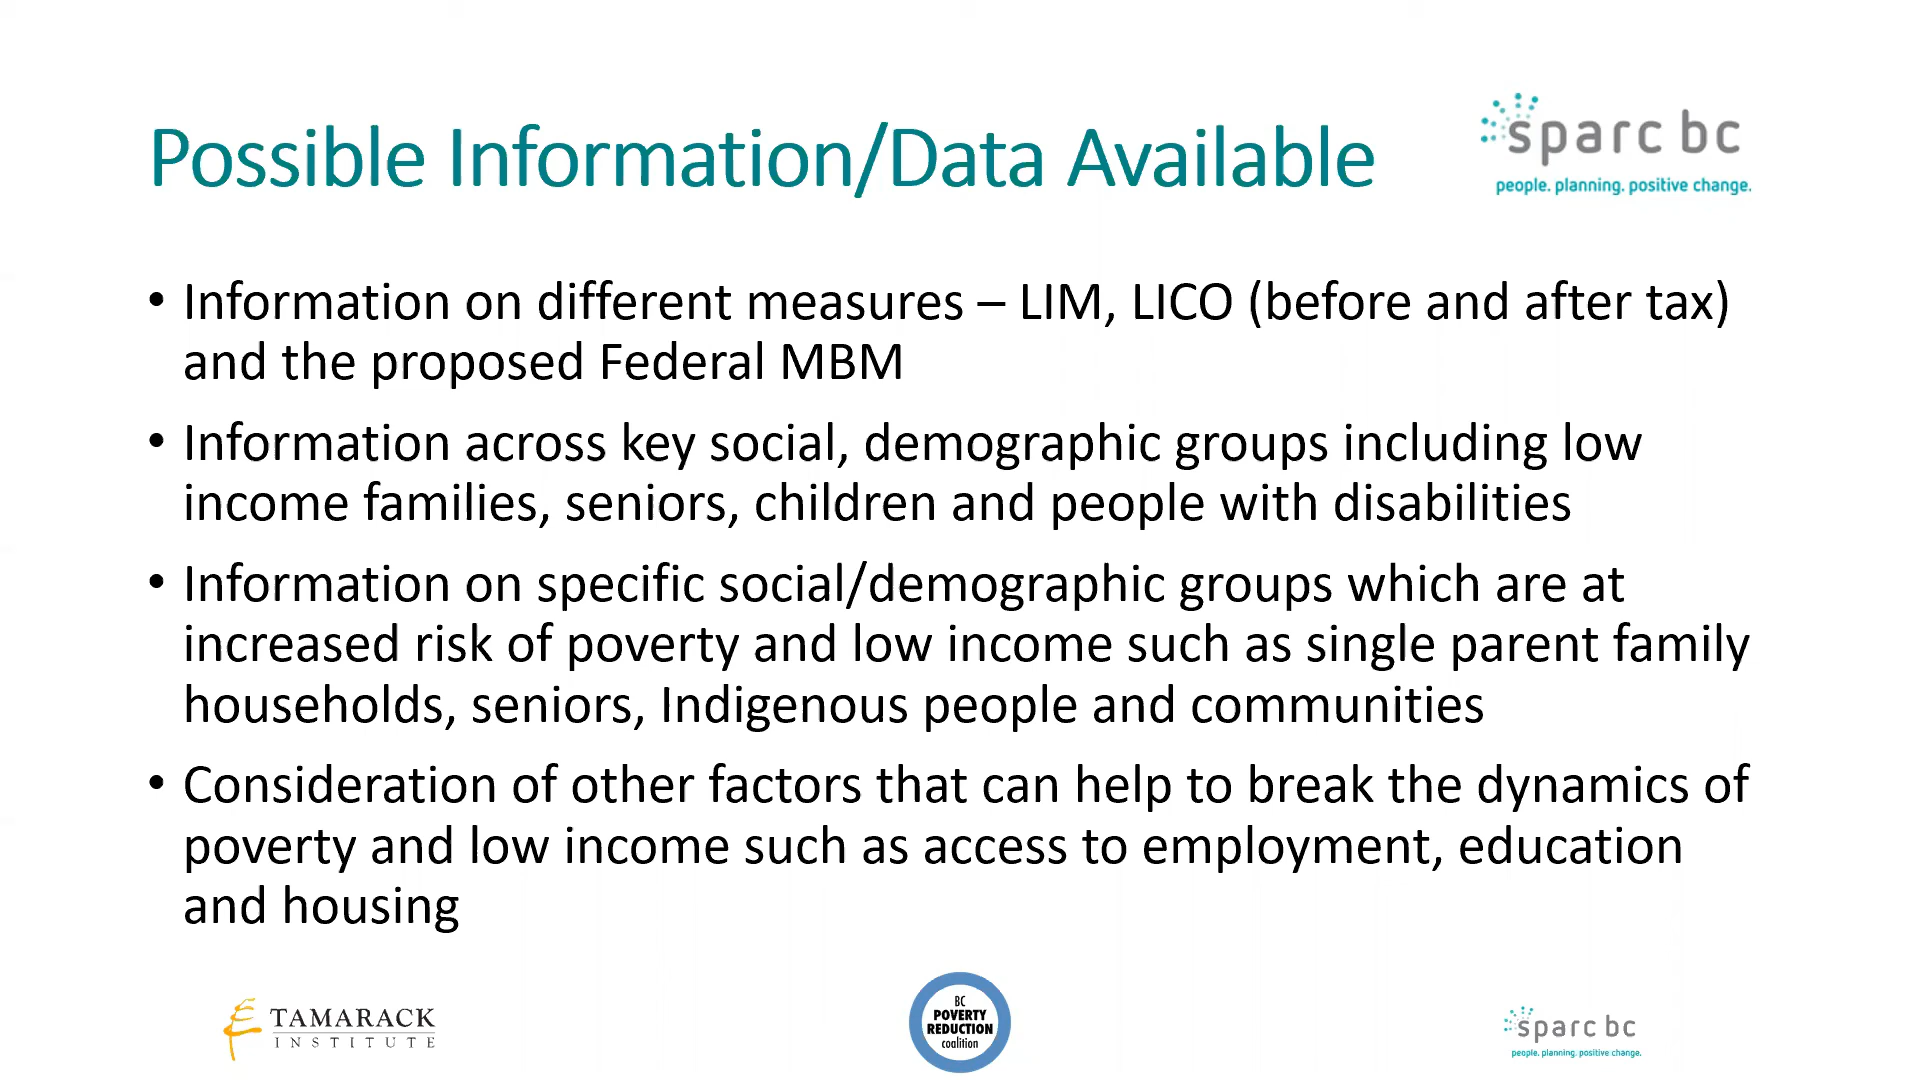 Possible Information/Data Available
sparc bc
people. planning. positive change.
• Information on different measures – LIM, LICO (before and after tax)
and the proposed Federal MBM
• Information across key social, demographic groups including low
income families, seniors, children and people with disabilities
• Information on specific social/demographic groups which are at
increased risk of poverty and low income such as single parent family
households, seniors, Indigenous people and communities
• Consideration of other factors that can help to break the dynamics of
poverty and low income such as access to employment, education
and housing
TAMARACK
INSTITUTE
BC
POVERTY
REDUCTION
coalition
sparc bc
people. planning. positive change.